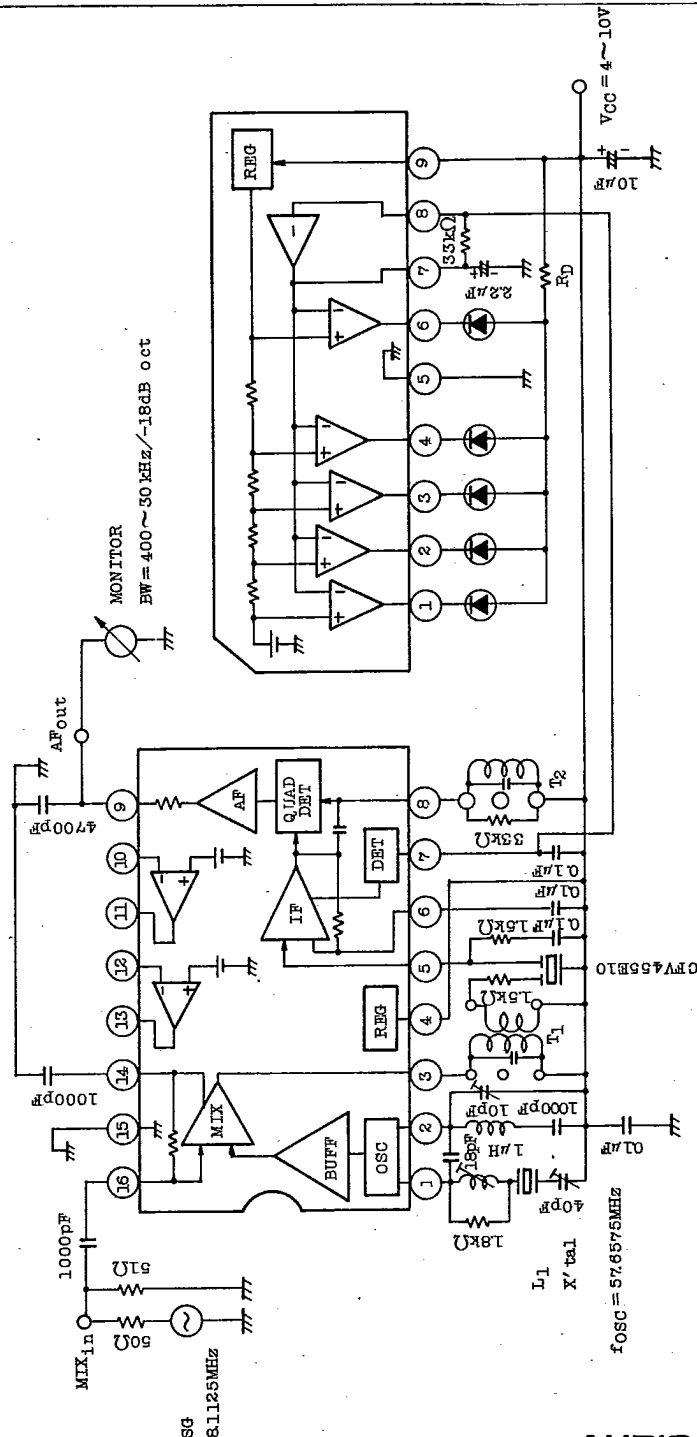 REG
9
8
7
6
5
4
3
2
1
33kΩ
2.2μF
RD
10μF
VCC = 4~10V
MONITOR
BW=400~30kHz/-18dB oct
AFout
4700pF
9
10
11
12
13
14
15
16
AF
QUAD
DET
IF
DET
REG
MIX
BUFF
OSC
8
7
6
5
4
3
2
1
T2
33kΩ
0.1μF
0.1μF
0.1μF
1.5kΩ
CFV455E10
1.5kΩ
T1
10pF
1000pF
1μH
18pF
0.1μF
40pF
1.8kΩ
L1
X'tal
fOSC=57.6575MHz
1000pF
1000pF
51Ω
50Ω
MIXin
SG
8.1125MHz